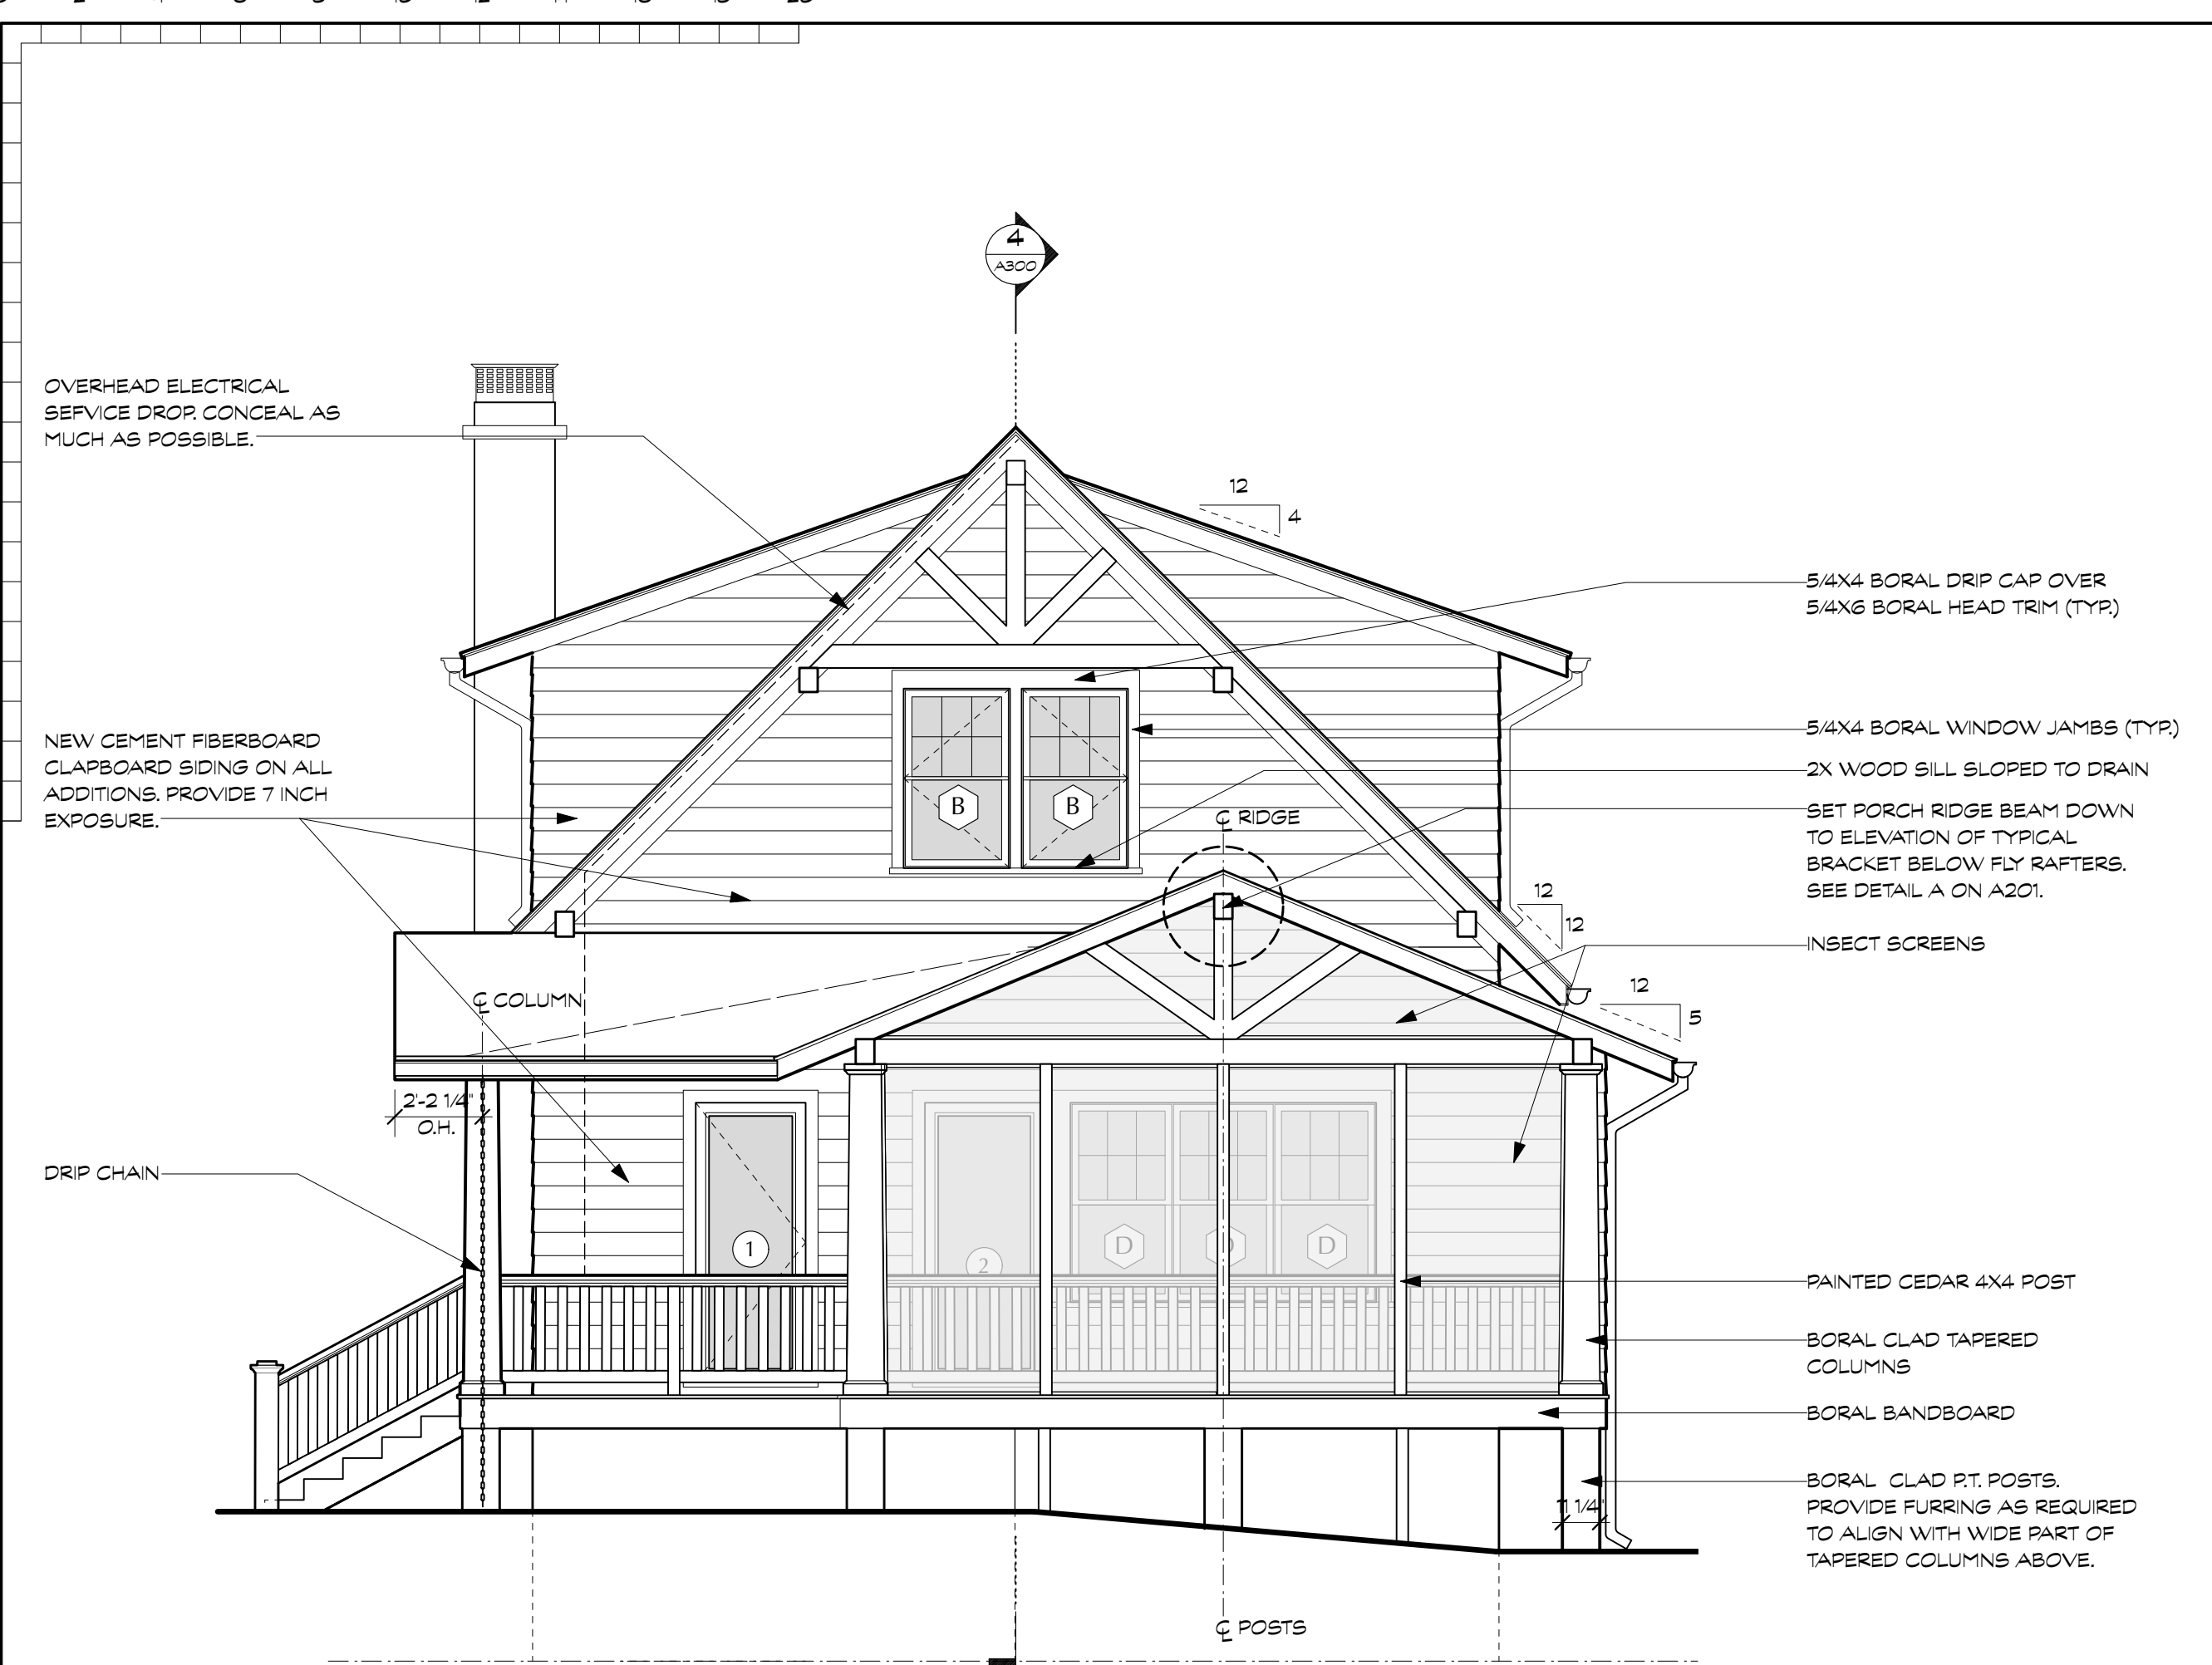 4
A300
OVERHEAD ELECTRICAL
SEFVICE DROP. CONCEAL AS
MUCH AS POSSIBLE.
12
4
5/4X4 BORAL DRIP CAP OVER
5/4X6 BORAL HEAD TRIM (TYP.)
NEW CEMENT FIBERBOARD
CLAPBOARD SIDING ON ALL
ADDITIONS. PROVIDE 7 INCH
EXPOSURE.
5/4X4 BORAL WINDOW JAMBS (TYP.)
2X WOOD SILL SLOPED TO DRAIN
B
B
℄ RIDGE
SET PORCH RIDGE BEAM DOWN
TO ELEVATION OF TYPICAL
BRACKET BELOW FLY RAFTERS.
SEE DETAIL A ON A201.
12
12
INSECT SCREENS
℄ COLUMN
12
5
2'-2 1/4"
O.H.
DRIP CHAIN
1
2
D
D
D
PAINTED CEDAR 4X4 POST
BORAL CLAD TAPERED
COLUMNS
BORAL BANDBOARD
BORAL CLAD P.T. POSTS.
PROVIDE FURRING AS REQUIRED
TO ALIGN WITH WIDE PART OF
TAPERED COLUMNS ABOVE.
11 1/4"
℄ POSTS